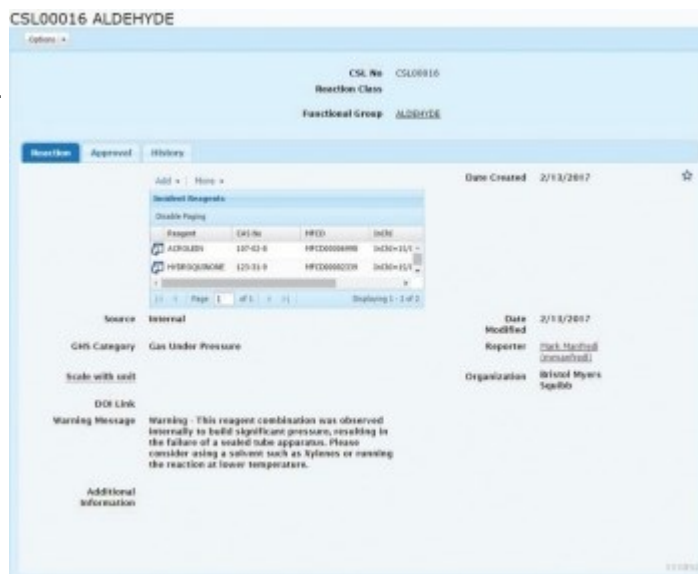 CSL00016 ALDEHYDE
Options
CSL No CSL00016
Reaction Class
Functional Group ALDEHYDE
Reaction Approval History
Add More
Date Created 2/13/2017
Incident Reagents
Disable Paging
Reagent CAS No MFCD InChI
ACROLEIN 107-02-8
HYDROQUINONE 123-31-9
Page 1 of 1 Displaying 1 - 2 of 2
Source Internal
Date Modified 2/13/2017
GHS Category Gas Under Pressure
Reporter Mark Manfredi (mmanfredi)
Scale with unit
Organization Bristol Myers Squibb
DOI Link
Warning Message Warning - This reagent combination was observed
internally to build significant pressure, resulting in
the failure of a sealed tube apparatus. Please
consider using a solvent such as Xylenes or running
the reaction at lower temperature.
Additional
Information